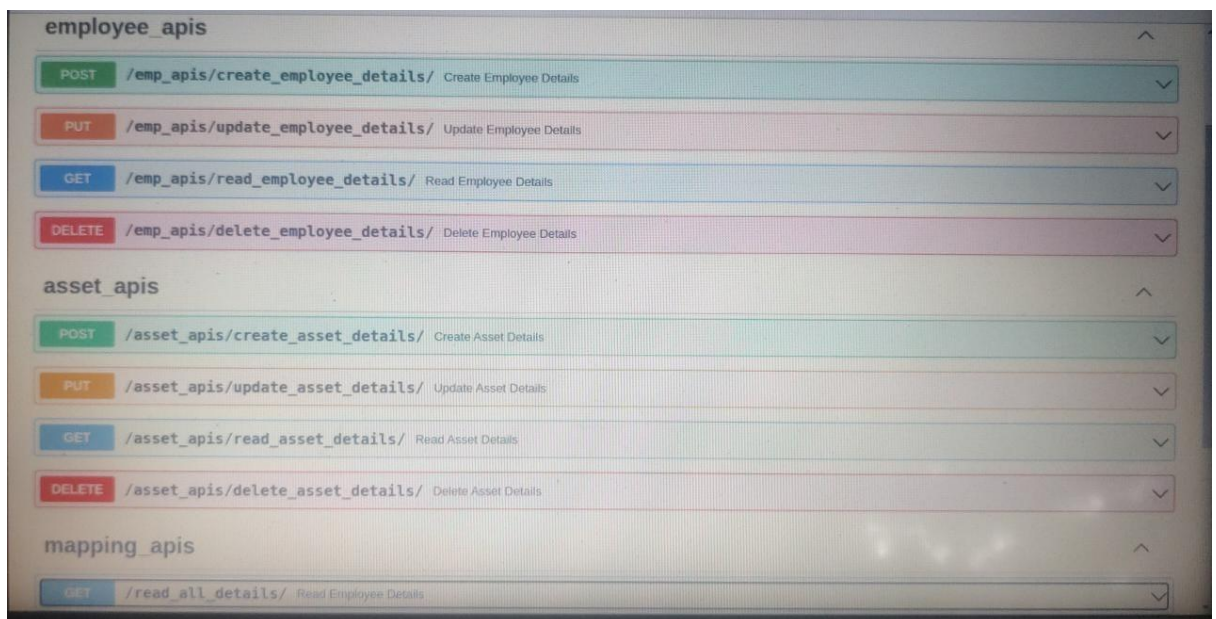 employee_apis
POST /emp_apis/create_employee_details/ Create Employee Details
PUT /emp_apis/update_employee_details/ Update Employee Details
GET /emp_apis/read_employee_details/ Read Employee Details
DELETE /emp_apis/delete_employee_details/ Delete Employee Details
asset_apis
POST /asset_apis/create_asset_details/ Create Asset Details
PUT /asset_apis/update_asset_details/ Update Asset Details
GET /asset_apis/read_asset_details/ Read Asset Details
DELETE /asset_apis/delete_asset_details/ Delete Asset Details
mapping_apis
GET /read_all_details/ Read Employee Details